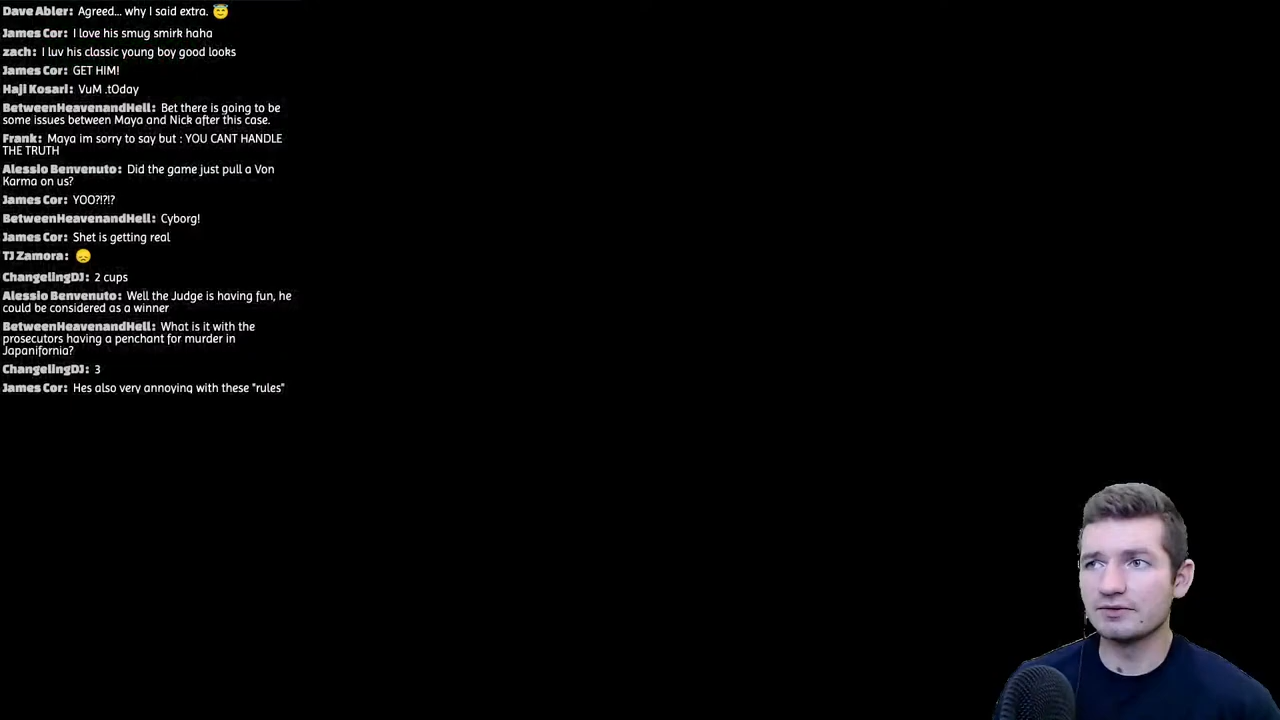 Dave Abler: Agreed... why I said extra. 😇
James Cor: I love his smug smirk haha
zach: I luv his classic young boy good looks
James Cor: GET HIM!
Haji Kosari: VuM .tOday
BetweenHeavenandHell: Bet there is going to be
some issues between Maya and Nick after this case.
Frank: Maya im sorry to say but : YOU CANT HANDLE
THE TRUTH
Alessio Benvenuto: Did the game just pull a Von
Karma on us?
James Cor: YOO?!?!?
BetweenHeavenandHell: Cyborg!
James Cor: Shet is getting real
TJ Zamora: 😞
ChangelingDJ: 2 cups
Alessio Benvenuto: Well the Judge is having fun, he
could be considered as a winner
BetweenHeavenandHell: What is it with the
prosecutors having a penchant for murder in
Japanifornia?
ChangelingDJ: 3
James Cor: Hes also very annoying with these "rules"